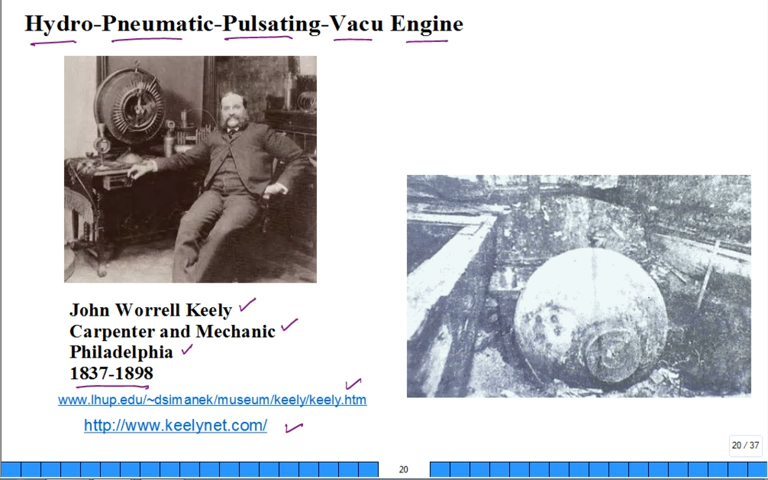 Hydro-Pneumatic-Pulsating-Vacu Engine
John Worrell Keely
Carpenter and Mechanic
Philadelphia
1837-1898
www.lhup.edu/~dsimanek/museum/keely/keely.htm
http://www.keelynet.com/
20 / 37
20